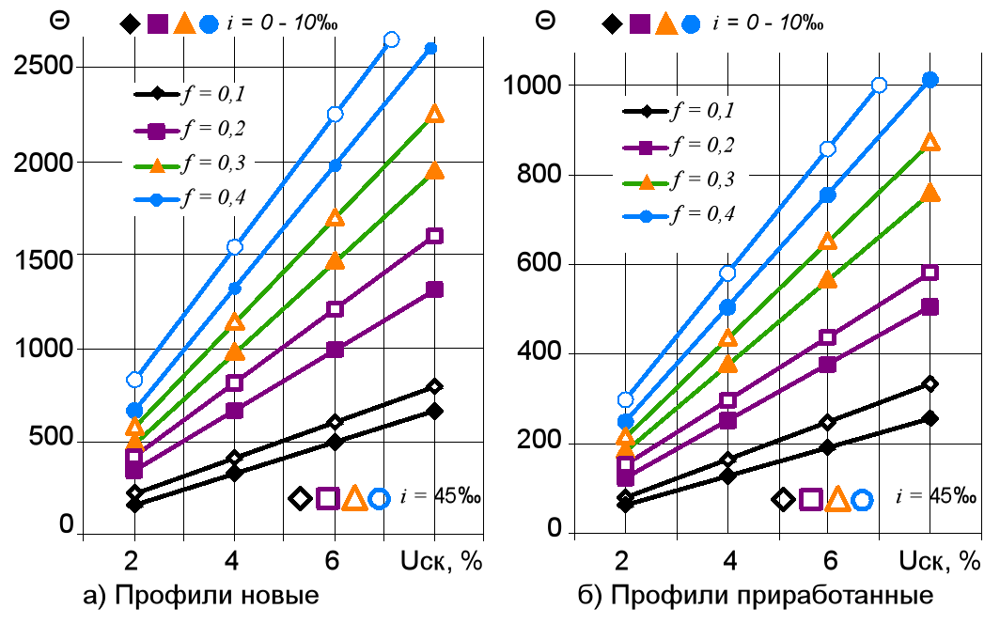 Θ
i = 0 - 10‰
2500
2000
1500
1000
500
0
f = 0,1
f = 0,2
f = 0,3
f = 0,4
i = 45‰
2 4 6 Uск, %
а) Профили новые
Θ
i = 0 - 10‰
1000
800
600
400
200
0
f = 0,1
f = 0,2
f = 0,3
f = 0,4
i = 45‰
2 4 6 Uск, %
б) Профили приработанные